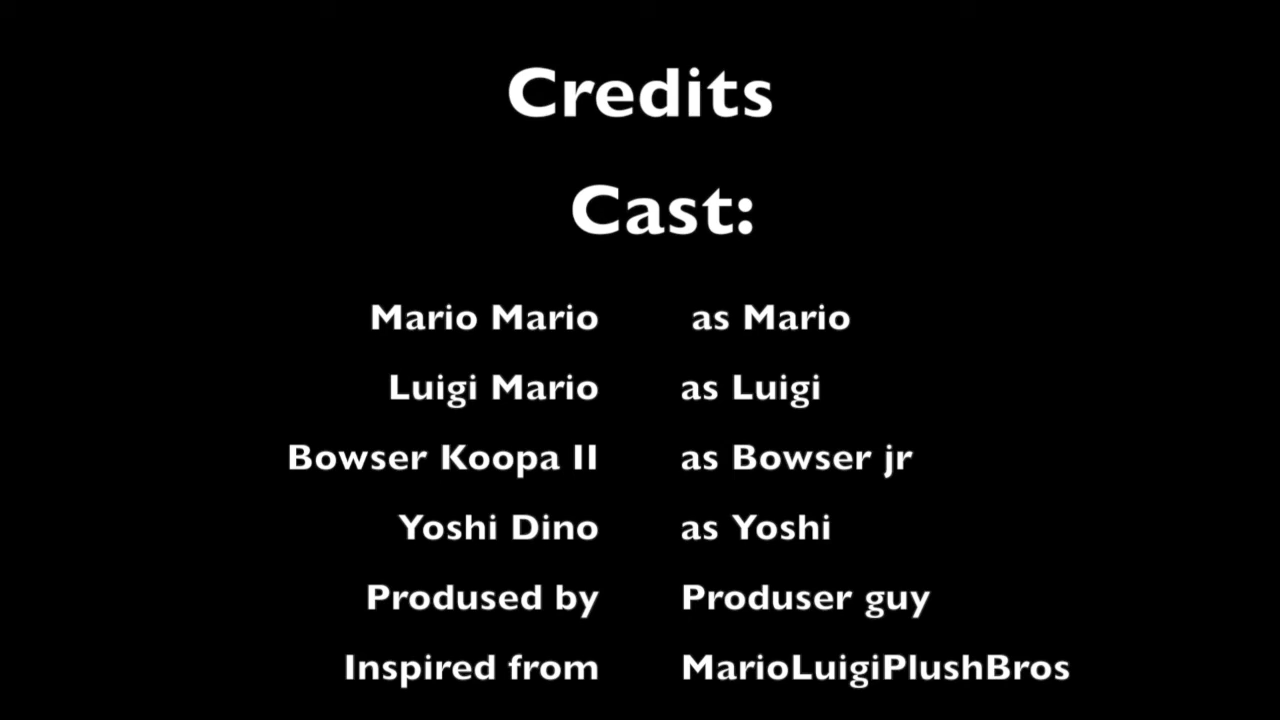 Credits
Cast:
Mario Mario as Mario
Luigi Mario as Luigi
Bowser Koopa II as Bowser jr
Yoshi Dino as Yoshi
Prodused by Produser guy
Inspired from MarioLuigiPlushBros